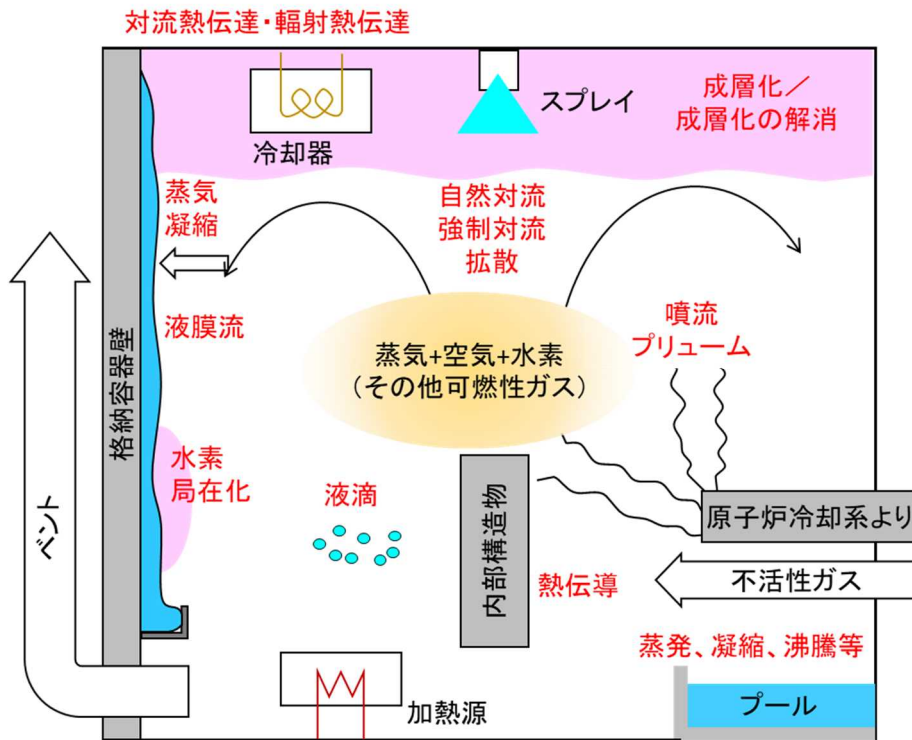 対流熱伝達・輻射熱伝達
冷却器
スプレイ
成層化／
成層化の解消
蒸気
凝縮
自然対流
強制対流
拡散
液膜流
噴流
プリューム
蒸気+空気+水素
（その他可燃性ガス）
格納容器壁
水素
局在化
液滴
ベント
内部構造物
原子炉冷却系より
熱伝導
不活性ガス
蒸発、凝縮、沸騰等
加熱源
プール